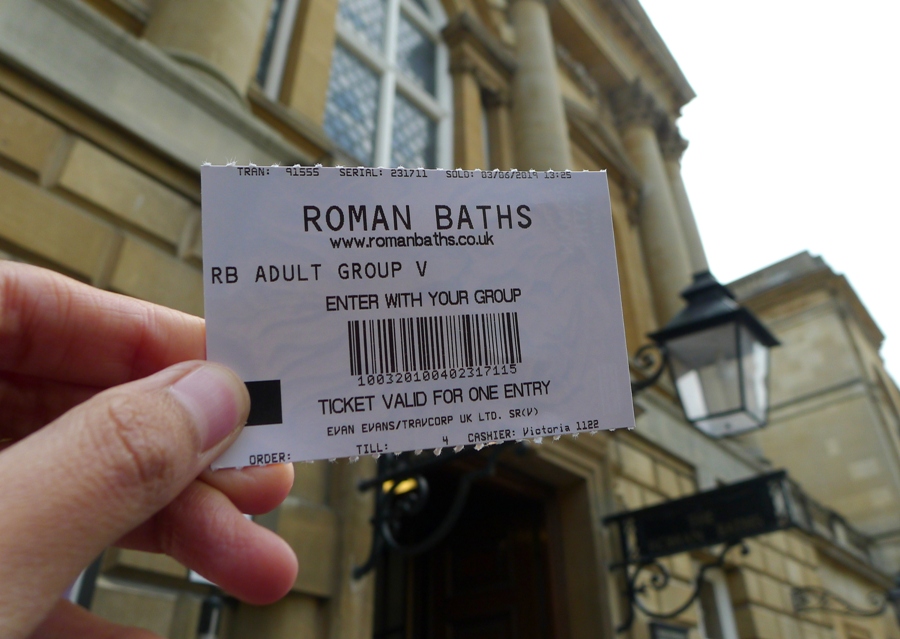 TRAN: 91555 SERIAL: 231711 SOLD: 03/06/2019 13:25
ROMAN BATHS
www.romanbaths.co.uk
RB ADULT GROUP V
ENTER WITH YOUR GROUP
100320100402317115
TICKET VALID FOR ONE ENTRY
EVAN EVANS/TRAVCORP UK LTD. SR(V)
ORDER: TILL: 4 CASHIER: Victoria 1122